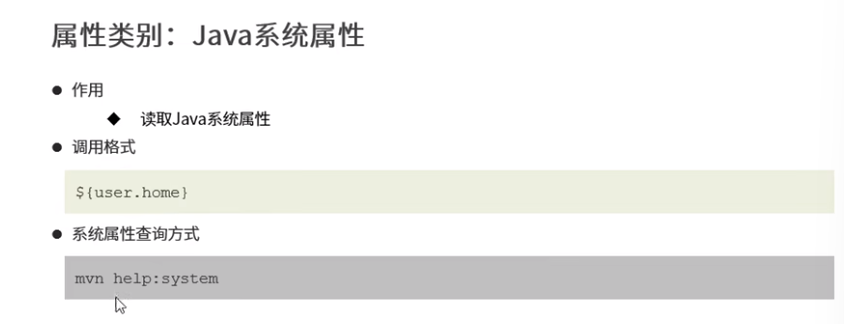 属性类别：Java系统属性
● 作用
◆ 读取Java系统属性
● 调用格式
${user.home}
● 系统属性查询方式
mvn help:system